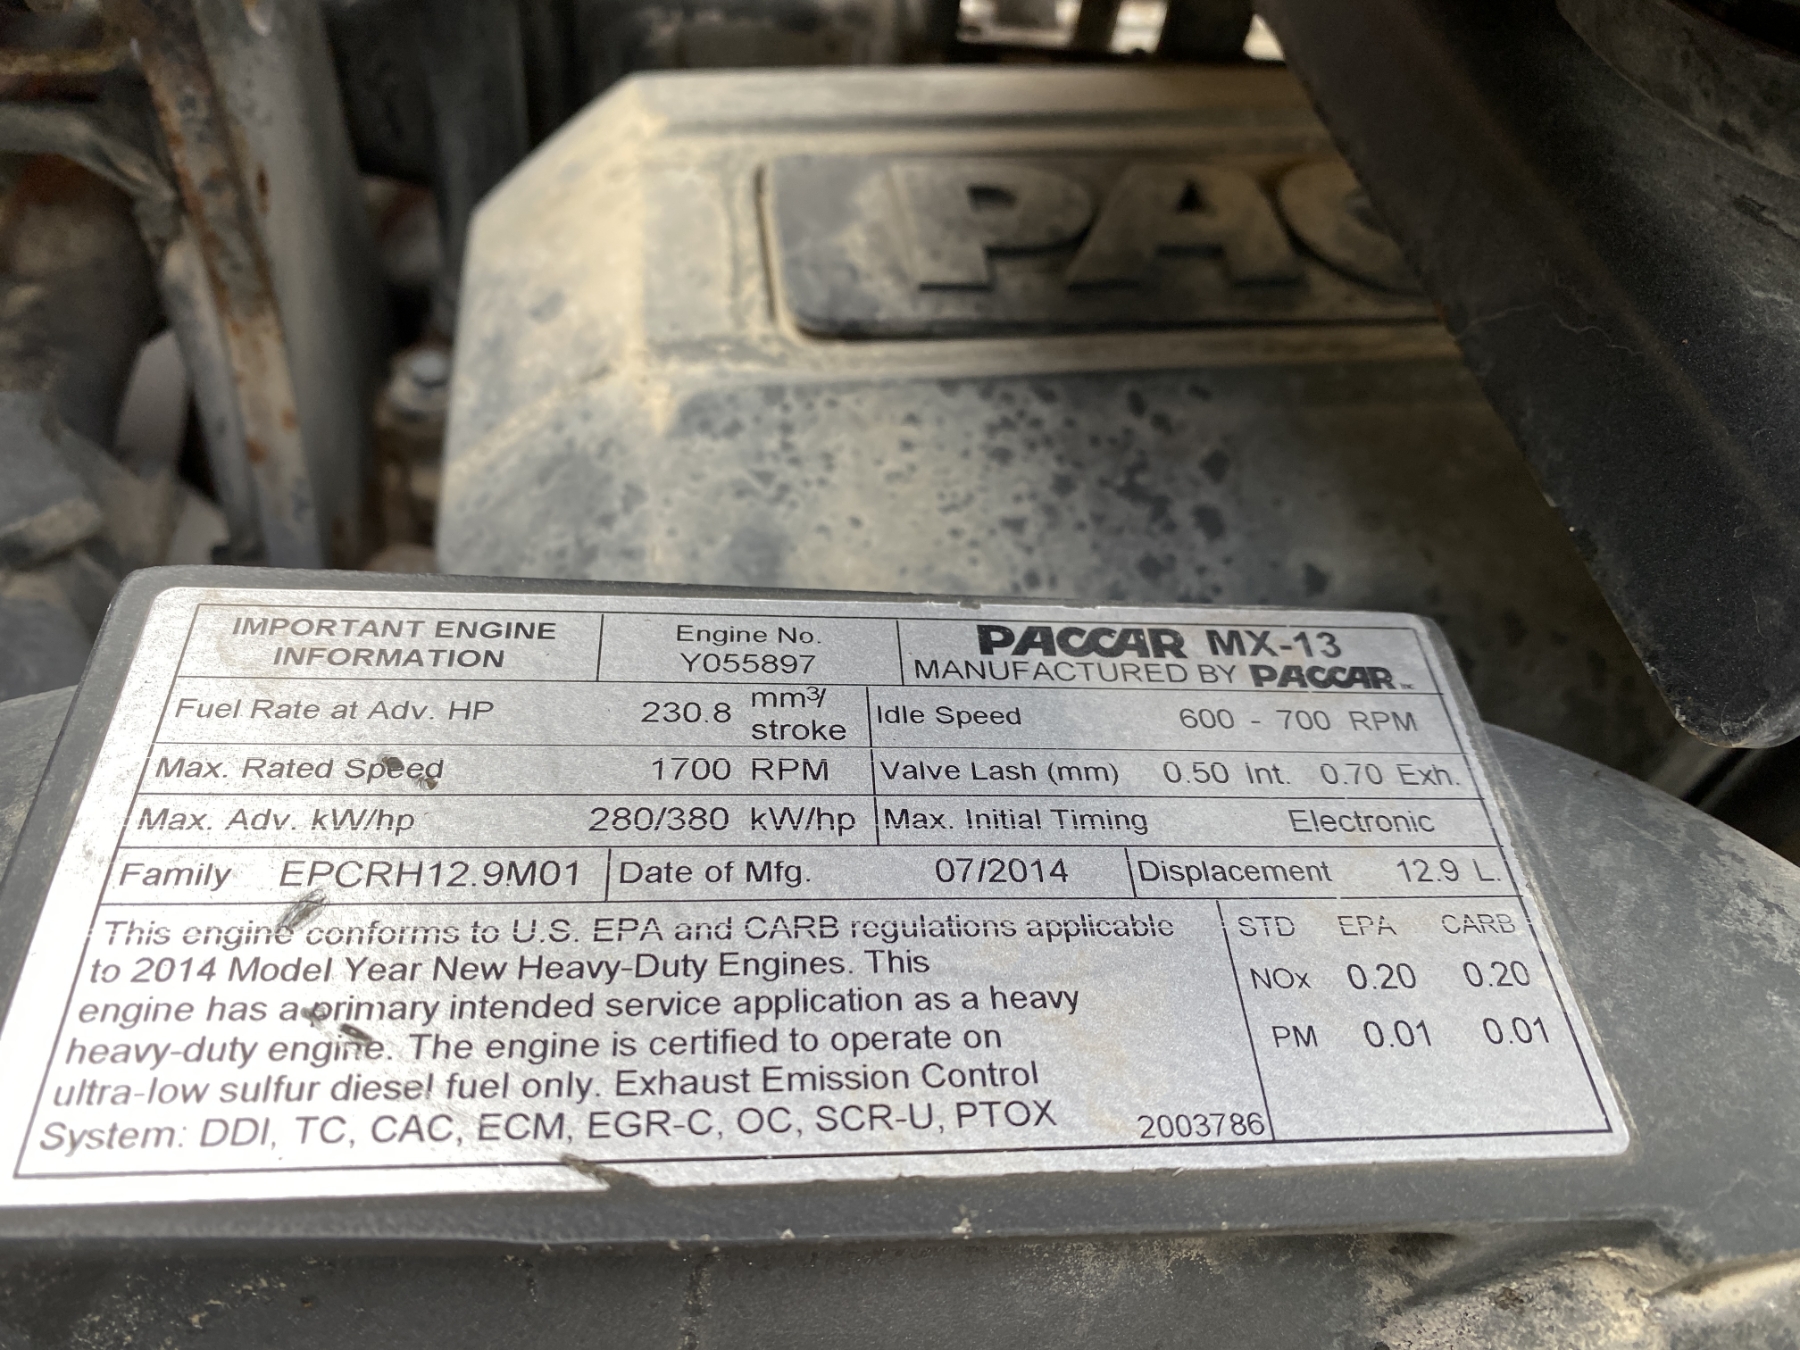 PAC
IMPORTANT ENGINE
INFORMATION
Engine No.
Y055897
PACCAR MX-13
MANUFACTURED BY PACCAR
Fuel Rate at Adv. HP 230.8 mm3/
stroke
Idle Speed 600 - 700 RPM
Max. Rated Speed 1700 RPM
Valve Lash (mm) 0.50 Int. 0.70 Exh.
Max. Adv. kW/hp 280/380 kW/hp
Max. Initial Timing Electronic
Family EPCRH12.9M01
Date of Mfg. 07/2014
Displacement 12.9 L.
This engine conforms to U.S. EPA and CARB regulations applicable
to 2014 Model Year New Heavy-Duty Engines. This
engine has a primary intended service application as a heavy
heavy-duty engine. The engine is certified to operate on
ultra-low sulfur diesel fuel only. Exhaust Emission Control
System: DDI, TC, CAC, ECM, EGR-C, OC, SCR-U, PTOX
2003786
STD EPA CARB
NOx 0.20 0.20
PM 0.01 0.01